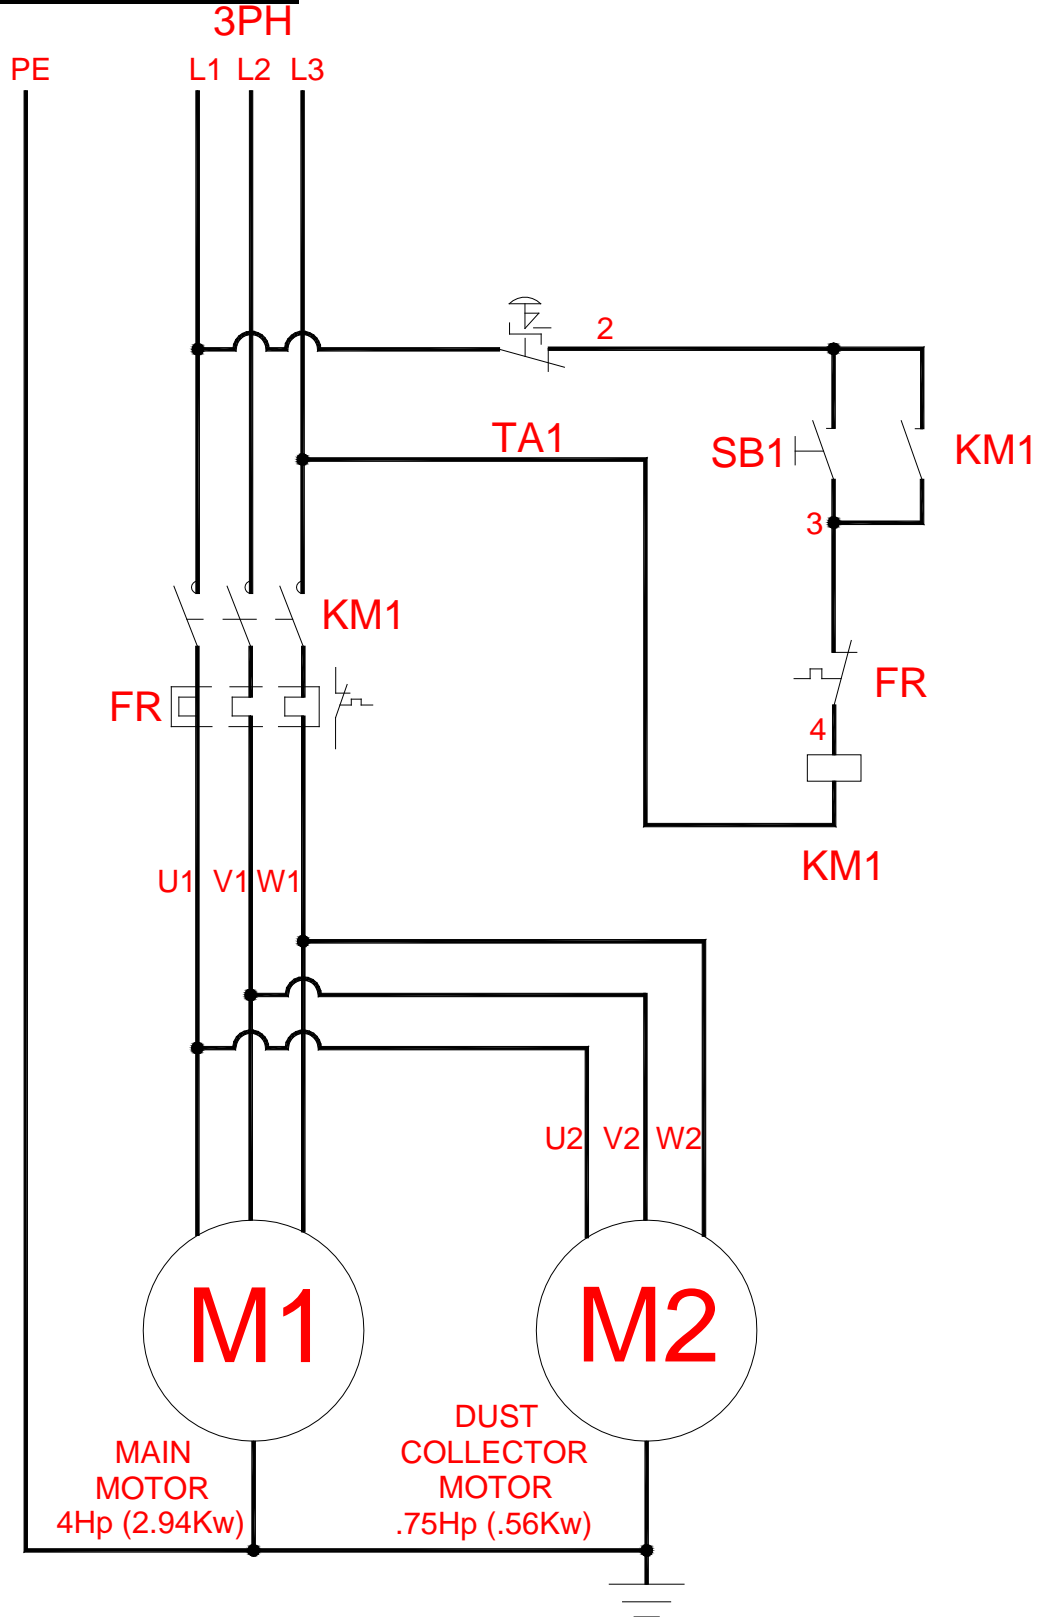 3PH
PE L1 L2 L3
2
TA1
SB1 KM1
3
KM1
FR FR
4
KM1
U1 V1 W1
U2 V2 W2
M1 M2
MAIN
MOTOR
4Hp (2.94Kw)
DUST
COLLECTOR
MOTOR
.75Hp (.56Kw)